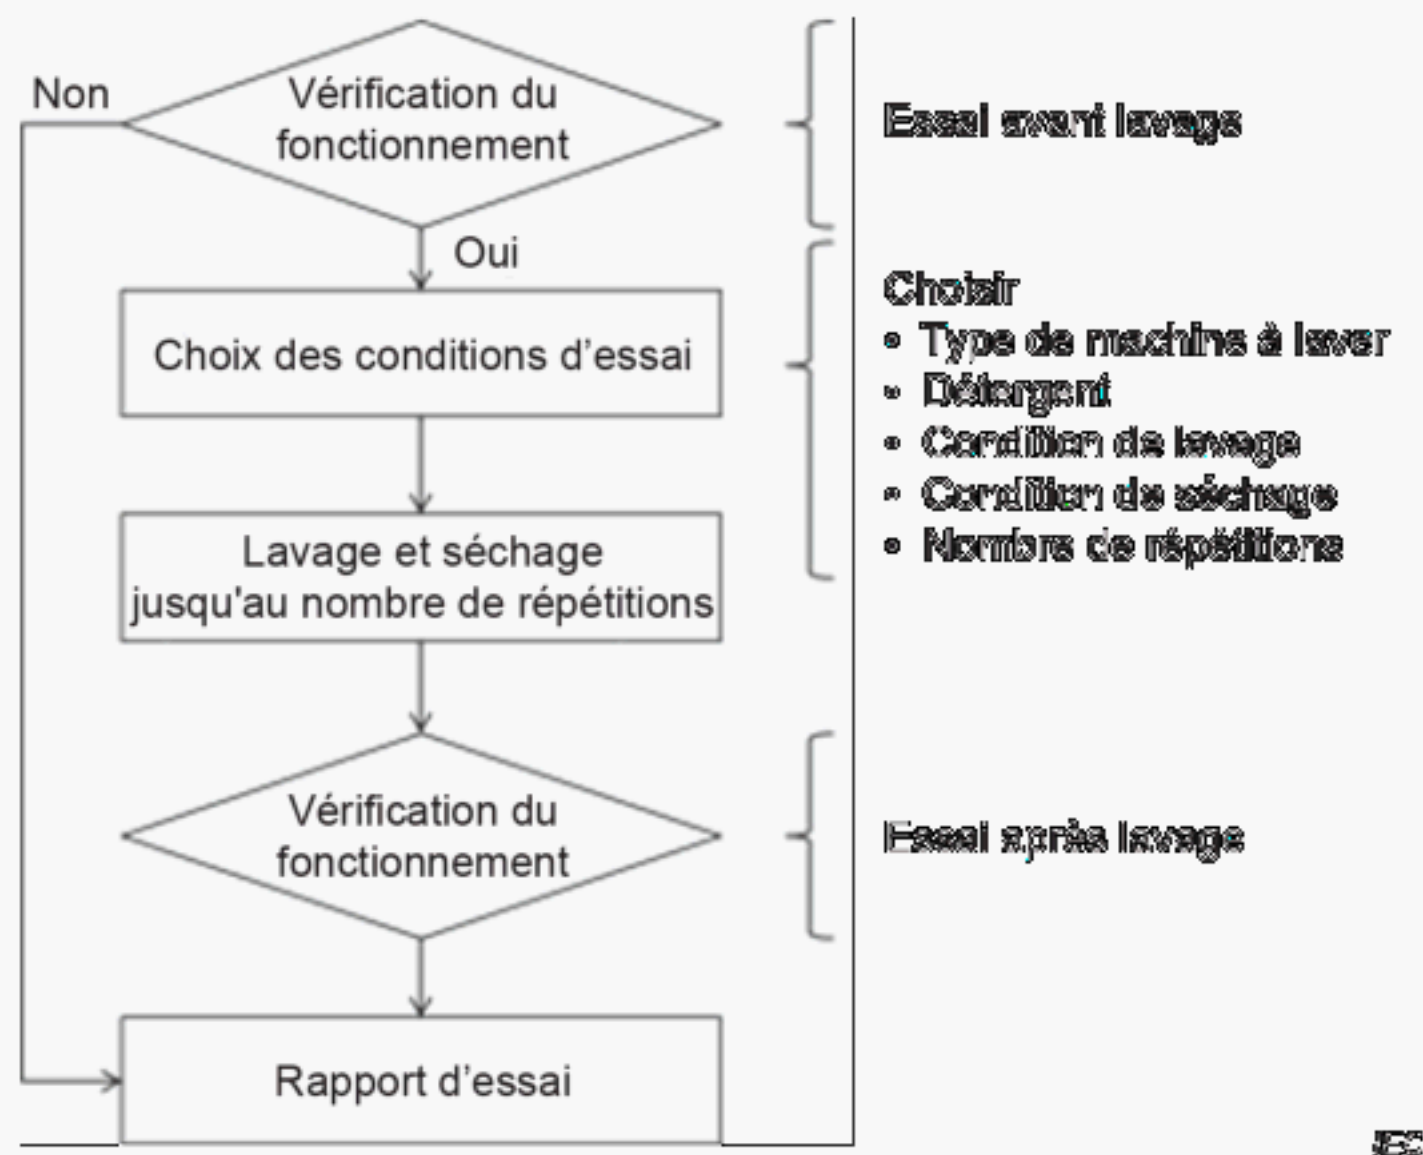 Non
Vérification du
fonctionnement
Essai avant lavage
Oui
Choix des conditions d'essai
Choisir
• Type de machine à laver
• Détergent
• Condition de lavage
• Condition de séchage
• Nombre de répétitions
Lavage et séchage
jusqu'au nombre de répétitions
Vérification du
fonctionnement
Essai après lavage
Rapport d'essai